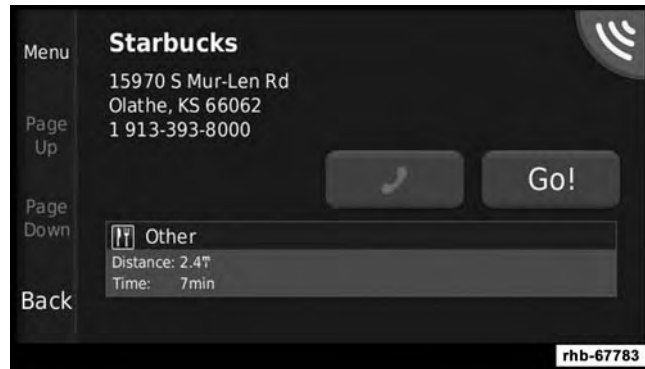 Menu
Page
Up
Page
Down
Back
Starbucks
15970 S Mur-Len Rd
Olathe, KS 66062
1 913-393-8000
Go!
Other
Distance: 2.4
Time: 7min
rhb-67783